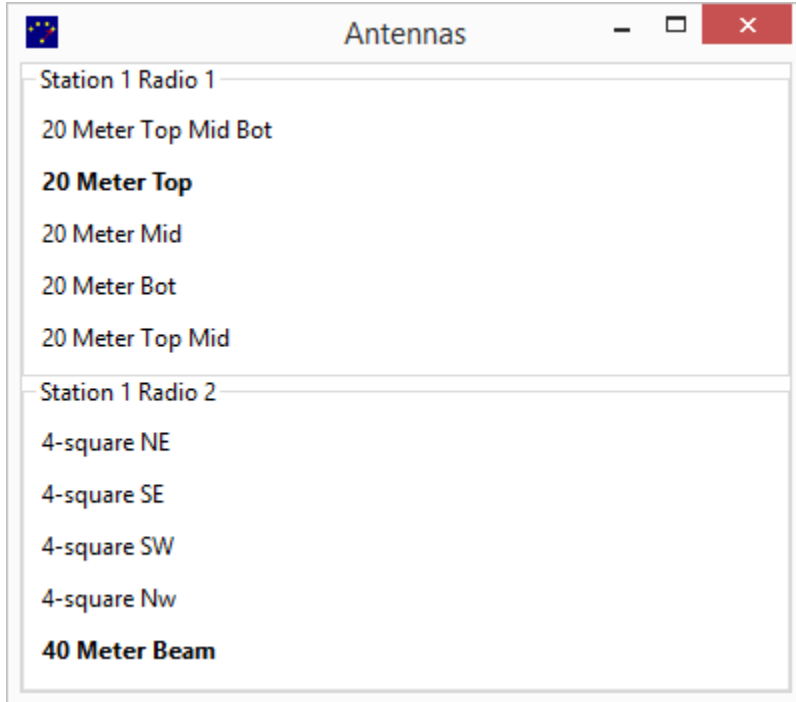 Antennas
Station 1 Radio 1
20 Meter Top Mid Bot
20 Meter Top
20 Meter Mid
20 Meter Bot
20 Meter Top Mid
Station 1 Radio 2
4-square NE
4-square SE
4-square SW
4-square Nw
40 Meter Beam